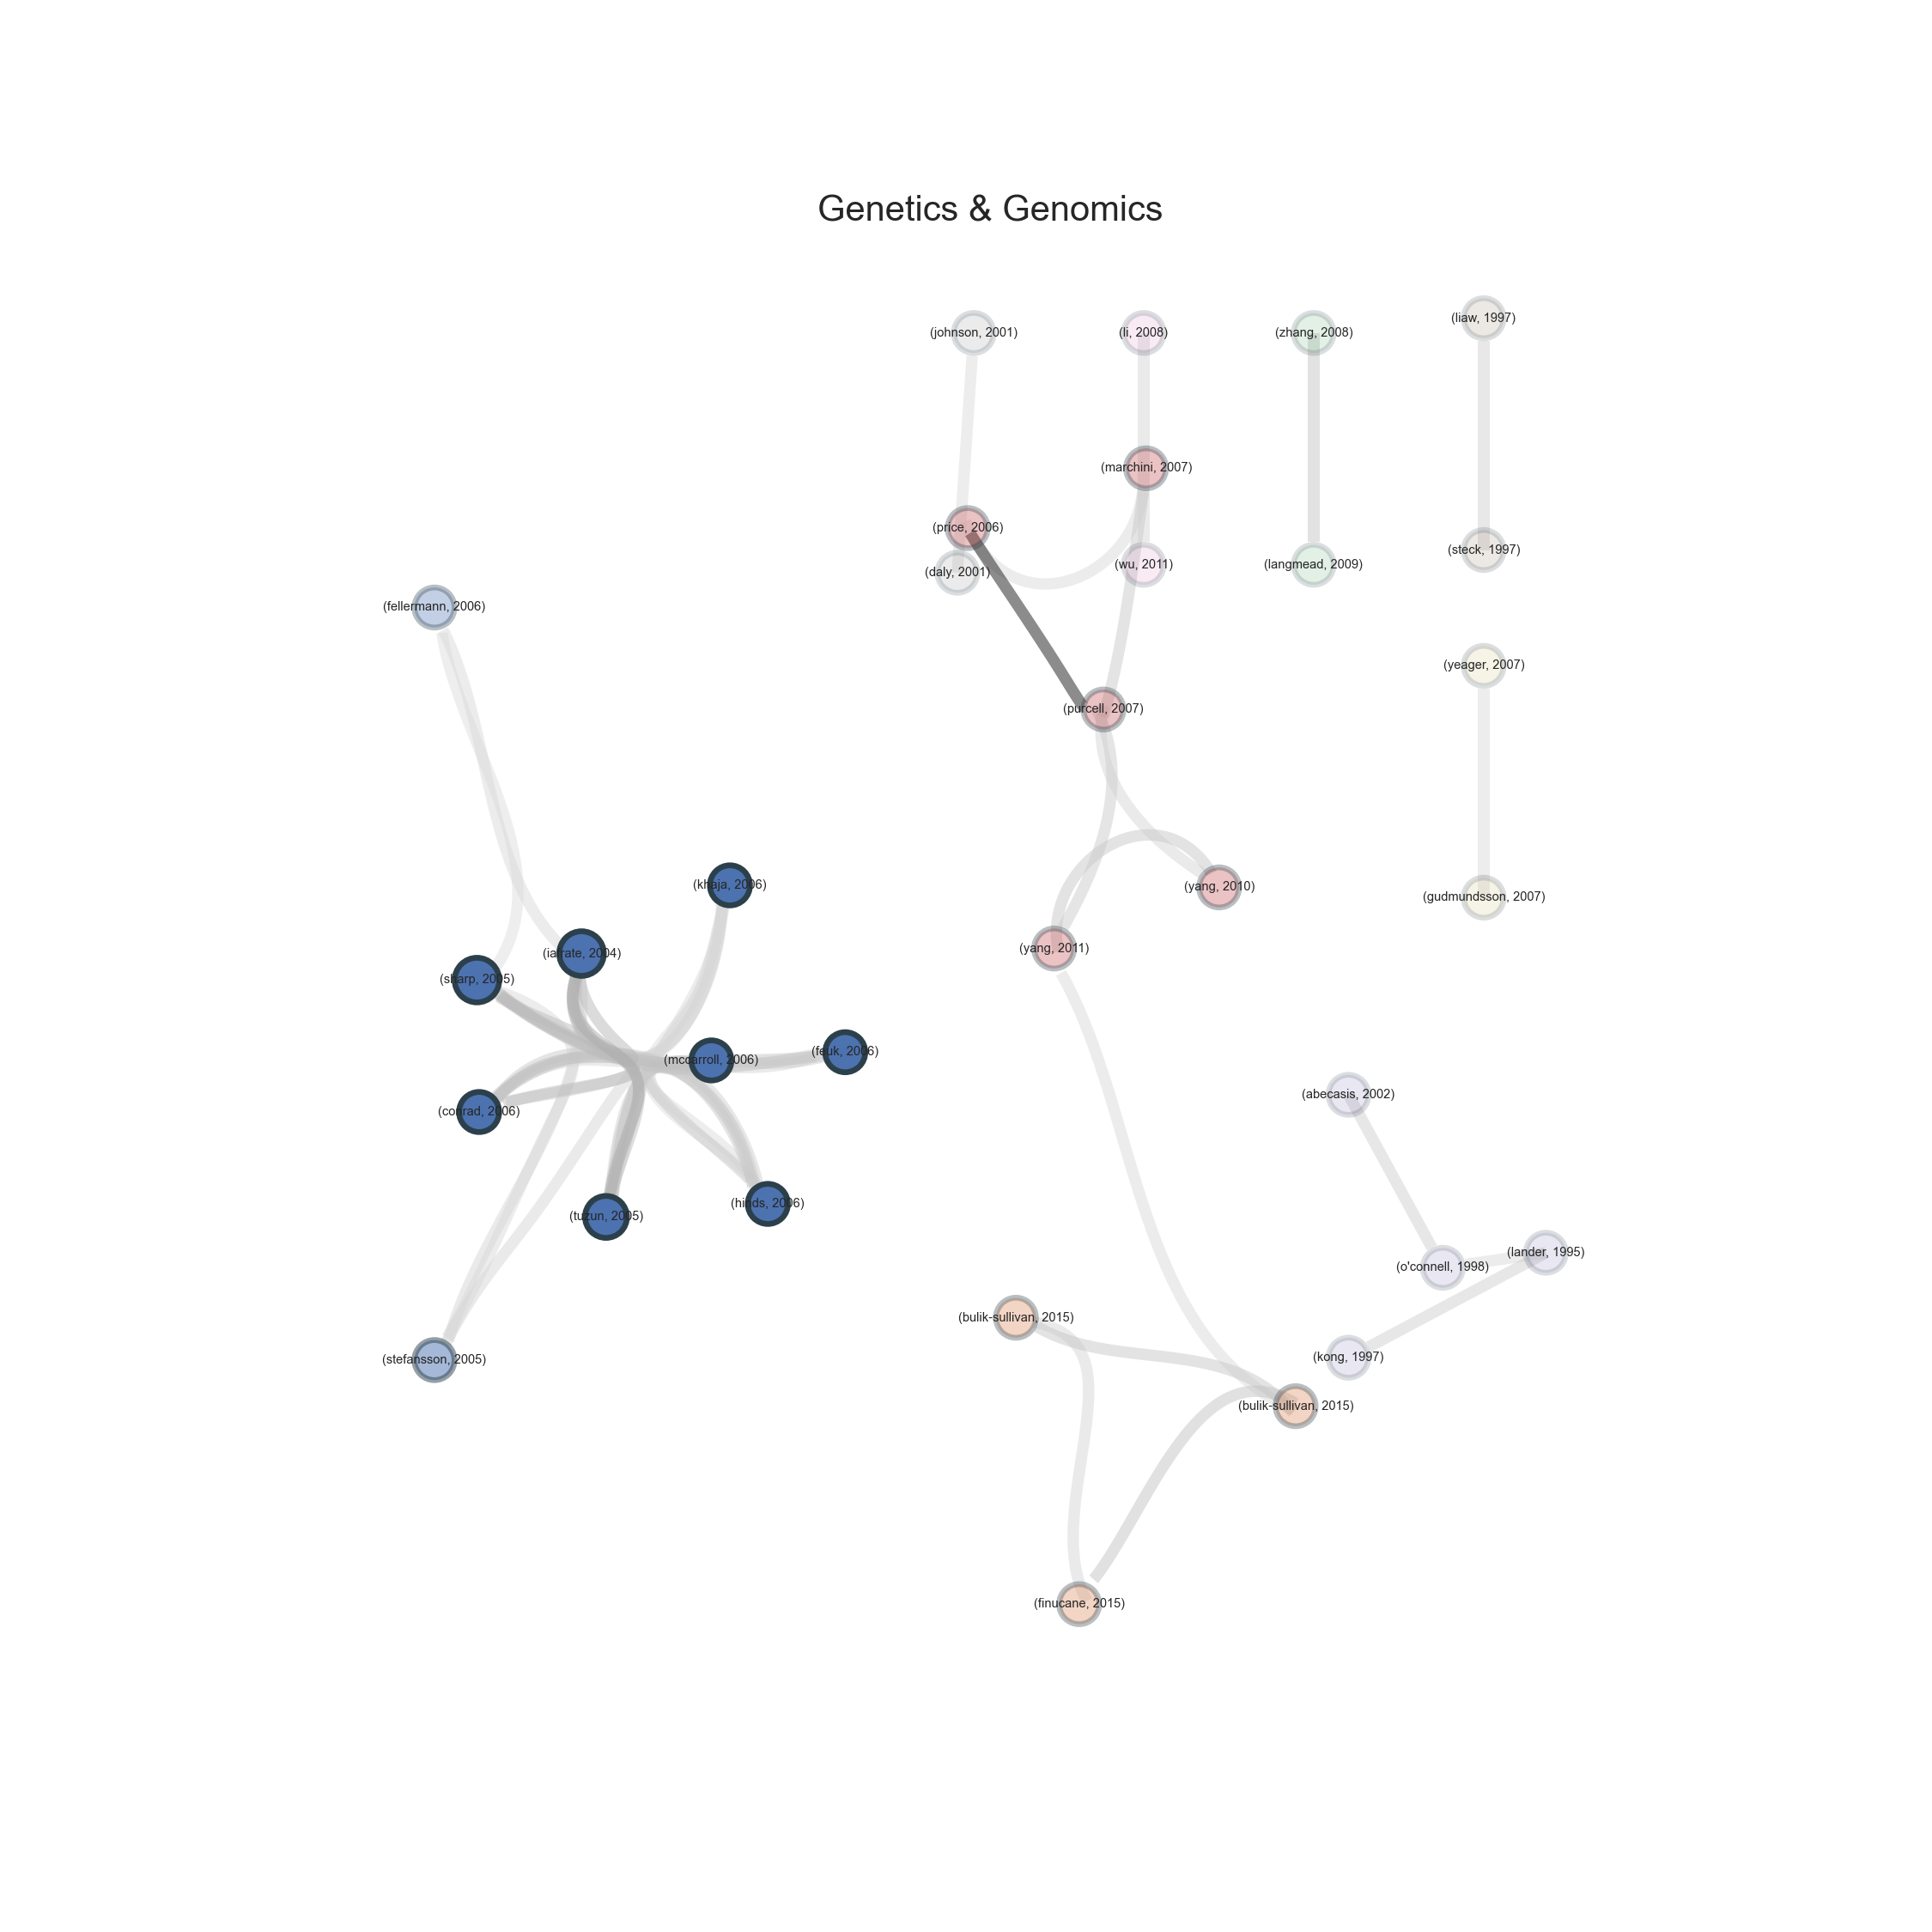 Genetics & Genomics
(liaw, 1997)
(johnson, 2001)
(li, 2008)
(zhang, 2008)
(marchini, 2007)
(price, 2006)
(steck, 1997)
(daly, 2001)
(wu, 2011)
(langmead, 2009)
(fellermann, 2006)
(yeager, 2007)
(purcell, 2007)
(khaja, 2006)
(yang, 2010)
(gudmundsson, 2007)
(yang, 2011)
(iafrate, 2004)
(sharp, 2005)
(feuk, 2006)
(mccarroll, 2006)
(abecasis, 2002)
(conrad, 2006)
(hinds, 2006)
(tuzun, 2005)
(lander, 1995)
(o'connell, 1998)
(bulik-sullivan, 2015)
(kong, 1997)
(stefansson, 2005)
(bulik-sullivan, 2015)
(finucane, 2015)